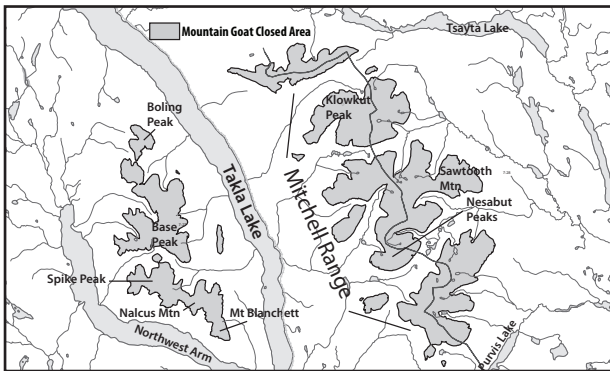 Mountain Goat Closed Area
Tsayta Lake
Boling
Peak
Klowkut
Peak
Takla Lake
Sawtooth
Mtn
Mitchell Range
Nesabut
Peaks
Base
Peak
Spike Peak
Nalcus Mtn
Mt Blanchett
Northwest Arm
Purvis Lake